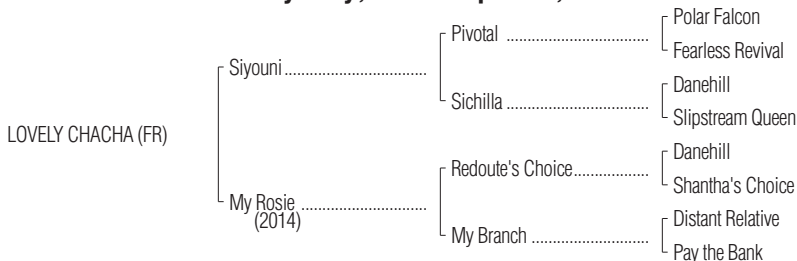 Polar Falcon
Pivotal
Fearless Revival
Siyouni
Danehill
Sichilla
Slipstream Queen
LOVELY CHACHA (FR)
Danehill
Redoute's Choice
Shantha's Choice
My Rosie
(2014)
Distant Relative
My Branch
Pay the Bank